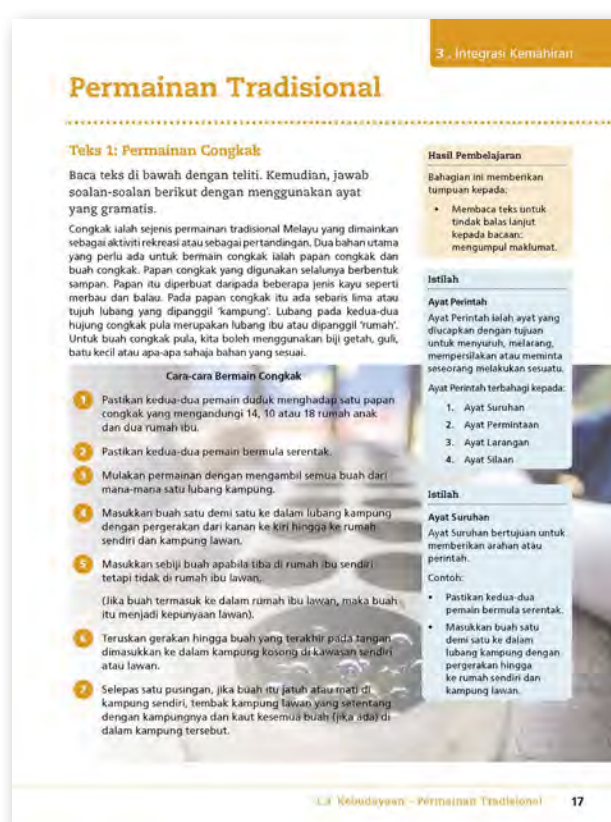 3 . Integrasi Kemahiran
Permainan Tradisional
Teks 1: Permainan Congkak
Baca teks di bawah dengan teliti. Kemudian, jawab
soalan-soalan berikut dengan menggunakan ayat
yang gramatis.
Congkak ialah sejenis permainan tradisional Melayu yang dimainkan
sebagai aktiviti rekreasi atau sebagai pertandingan. Dua bahan utama
yang perlu ada untuk bermain congkak ialah papan congkak dan
buah congkak. Papan congkak yang digunakan selalunya berbentuk
sampan. Papan itu diperbuat daripada beberapa jenis kayu seperti
merbau dan balau. Pada papan congkak itu ada sebaris lima atau
tujuh lubang yang dipanggil 'kampung'. Lubang pada kedua-dua
hujung congkak pula merupakan lubang ibu atau dipanggil 'rumah'.
Untuk buah congkak pula, kita boleh menggunakan biji getah, guli,
batu kecil atau apa-apa sahaja bahan yang sesuai.
Cara-cara Bermain Congkak
1 Pastikan kedua-dua pemain duduk menghadap satu papan
congkak yang mengandungi 14, 10 atau 18 rumah anak
dan dua rumah ibu.
2 Pastikan kedua-dua pemain bermula serentak.
3 Mulakan permainan dengan mengambil semua buah dari
mana-mana satu lubang kampung.
4 Masukkan buah satu demi satu ke dalam lubang kampung
dengan pergerakan dari kanan ke kiri hingga ke rumah
sendiri dan kampung lawan.
5 Masukkan sebiji buah apabila tiba di rumah ibu sendiri
tetapi tidak di rumah ibu lawan.
(Jika buah termasuk ke dalam rumah ibu lawan, maka buah
itu menjadi kepunyaan lawan).
6 Teruskan gerakan hingga buah yang terakhir pada tangan
dimasukkan ke dalam kampung kosong di kawasan sendiri
atau lawan.
7 Selepas satu pusingan, jika buah itu jatuh atau mati di
kampung sendiri, tembak kampung lawan yang setentang
dengan kampungnya dan kaut kesemua buah (jika ada) di
dalam kampung tersebut.
Hasil Pembelajaran
Bahagian ini memberikan
tumpuan kepada:
• Membaca teks untuk
tindak balas lanjut
kepada bacaan:
mengumpul maklumat.
Istilah
Ayat Perintah
Ayat Perintah ialah ayat yang
diucapkan dengan tujuan
untuk menyuruh, melarang,
mempersilakan atau meminta
seseorang melakukan sesuatu.
Ayat Perintah terbahagi kepada:
1. Ayat Suruhan
2. Ayat Permintaan
3. Ayat Larangan
4. Ayat Silaan
Istilah
Ayat Suruhan
Ayat Suruhan bertujuan untuk
memberikan arahan atau
perintah.
Contoh:
• Pastikan kedua-dua
pemain bermula serentak.
• Masukkan buah satu
demi satu ke dalam
lubang kampung dengan
pergerakan hingga
ke rumah sendiri dan
kampung lawan.
1.3 Kebudayaan – Permainan Tradisional 17